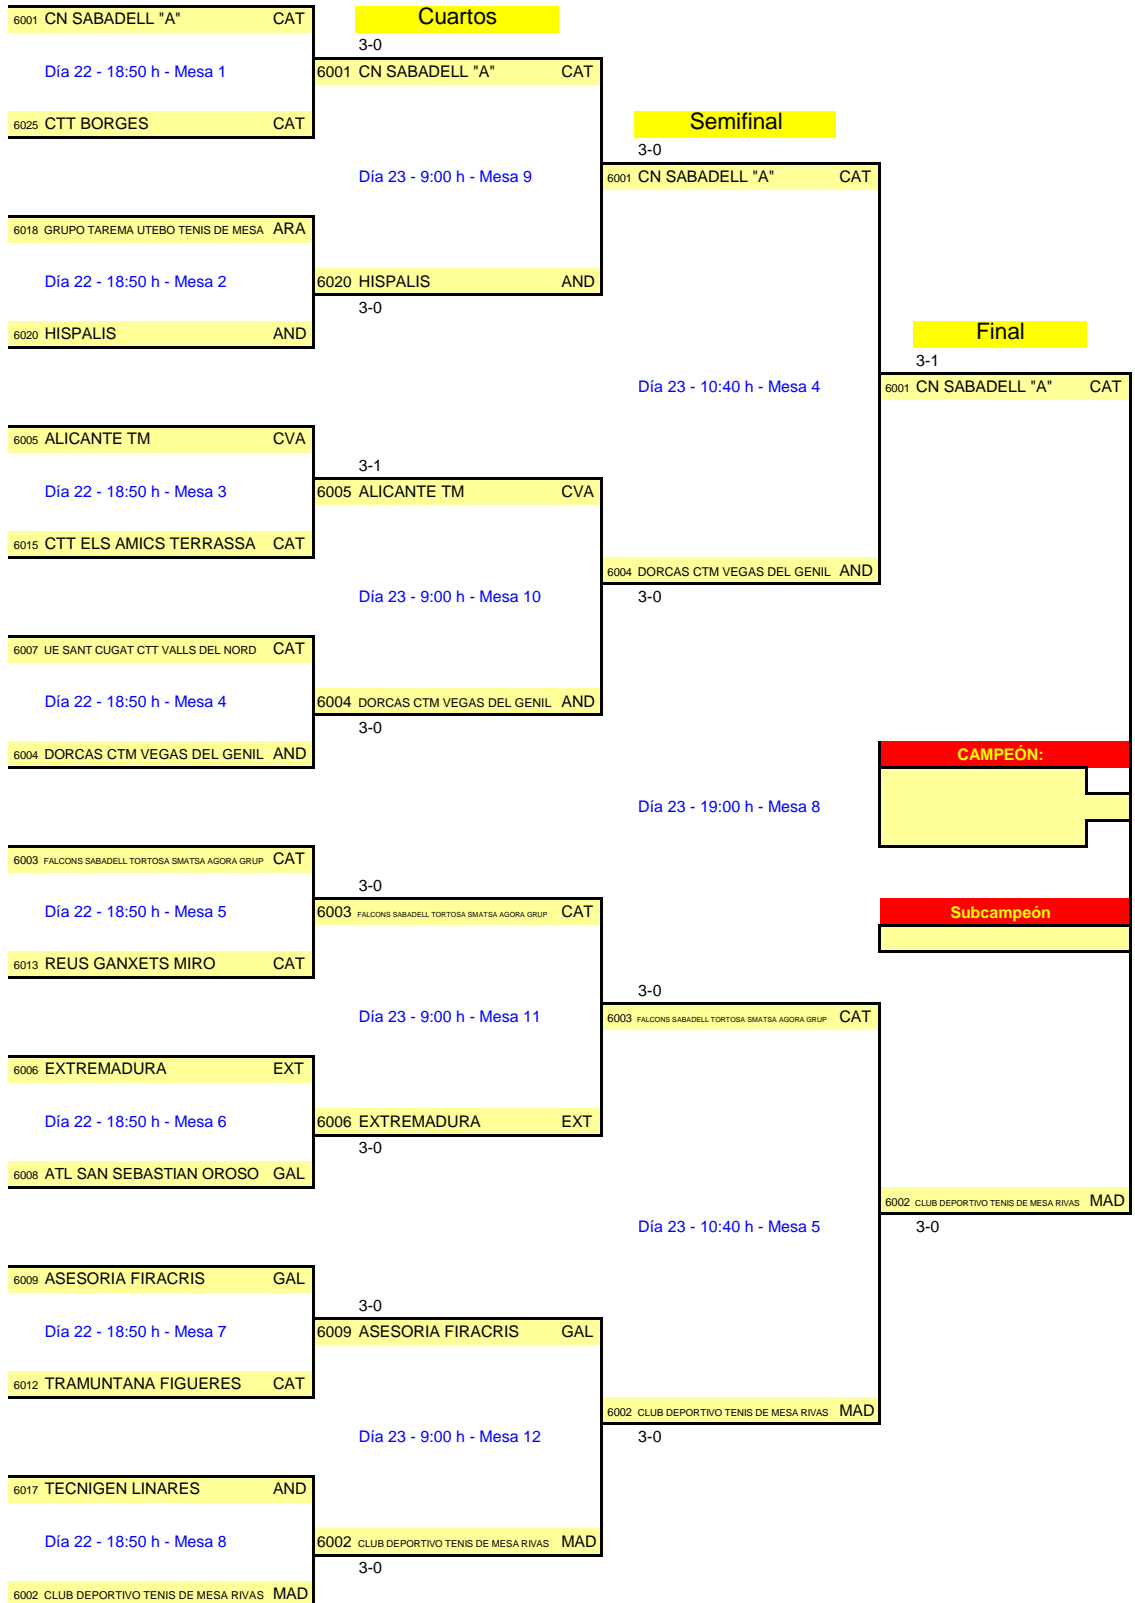 6001 CN SABADELL "A" CAT
Cuartos
3-0
Día 22 - 18:50 h - Mesa 1
6001 CN SABADELL "A" CAT
6025 CTT BORGES CAT
Semifinal
3-0
Día 23 - 9:00 h - Mesa 9
6001 CN SABADELL "A" CAT
6018 GRUPO TAREMA UTEBO TENIS DE MESA ARA
Día 22 - 18:50 h - Mesa 2
6020 HISPALIS AND
3-0
6020 HISPALIS AND
Final
3-1
Día 23 - 10:40 h - Mesa 4
6001 CN SABADELL "A" CAT
6005 ALICANTE TM CVA
3-1
Día 22 - 18:50 h - Mesa 3
6005 ALICANTE TM CVA
6015 CTT ELS AMICS TERRASSA CAT
6004 DORCAS CTM VEGAS DEL GENIL AND
Día 23 - 9:00 h - Mesa 10
3-0
6007 UE SANT CUGAT CTT VALLS DEL NORD CAT
Día 22 - 18:50 h - Mesa 4
6004 DORCAS CTM VEGAS DEL GENIL AND
3-0
6004 DORCAS CTM VEGAS DEL GENIL AND
CAMPEÓN:
Día 23 - 19:00 h - Mesa 8
6003 FALCONS SABADELL TORTOSA SMATSA AGORA GRUP CAT
3-0
Día 22 - 18:50 h - Mesa 5
6003 FALCONS SABADELL TORTOSA SMATSA AGORA GRUP CAT
Subcampeón
6013 REUS GANXETS MIRO CAT
3-0
Día 23 - 9:00 h - Mesa 11
6003 FALCONS SABADELL TORTOSA SMATSA AGORA GRUP CAT
6006 EXTREMADURA EXT
Día 22 - 18:50 h - Mesa 6
6006 EXTREMADURA EXT
3-0
6008 ATL SAN SEBASTIAN OROSO GAL
6002 CLUB DEPORTIVO TENIS DE MESA RIVAS MAD
Día 23 - 10:40 h - Mesa 5
3-0
6009 ASESORIA FIRACRIS GAL
3-0
Día 22 - 18:50 h - Mesa 7
6009 ASESORIA FIRACRIS GAL
6012 TRAMUNTANA FIGUERES CAT
6002 CLUB DEPORTIVO TENIS DE MESA RIVAS MAD
Día 23 - 9:00 h - Mesa 12
3-0
6017 TECNIGEN LINARES AND
Día 22 - 18:50 h - Mesa 8
6002 CLUB DEPORTIVO TENIS DE MESA RIVAS MAD
3-0
6002 CLUB DEPORTIVO TENIS DE MESA RIVAS MAD